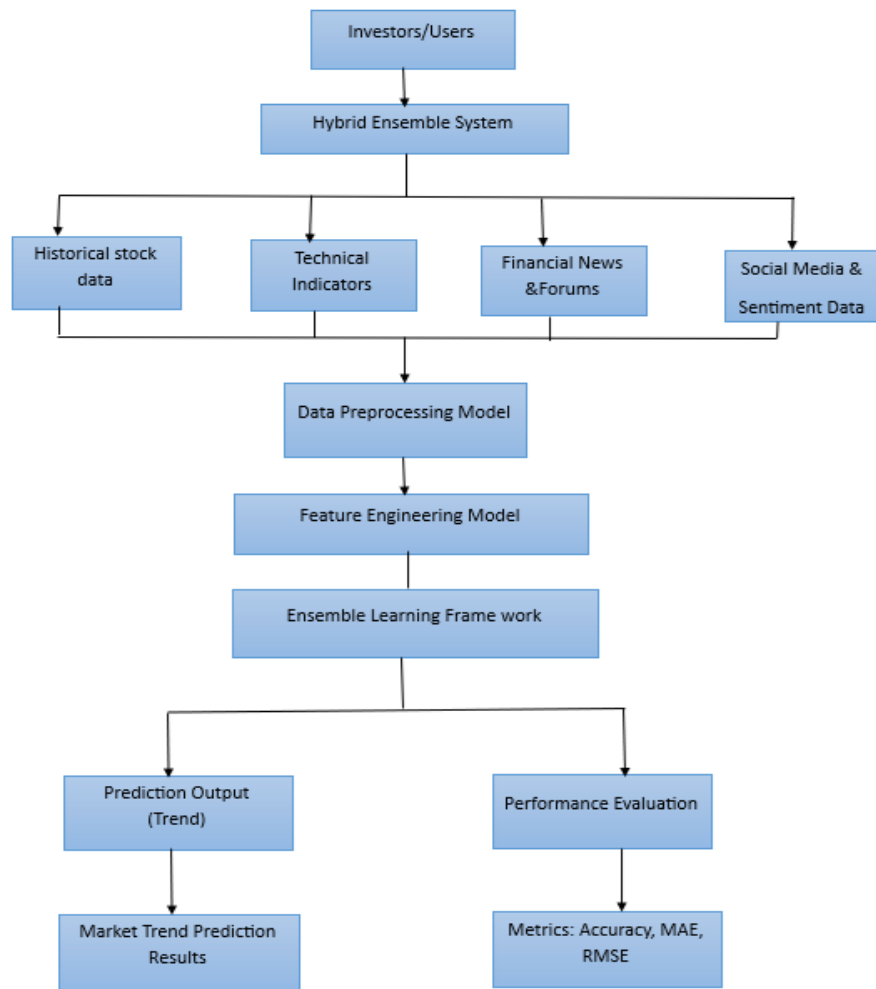 Investors/Users
Hybrid Ensemble System
Historical stock
data
Technical
Indicators
Financial News
&Forums
Social Media &
Sentiment Data
Data Preprocessing Model
Feature Engineering Model
Ensemble Learning Frame work
Prediction Output
(Trend)
Performance Evaluation
Market Trend Prediction
Results
Metrics: Accuracy, MAE,
RMSE